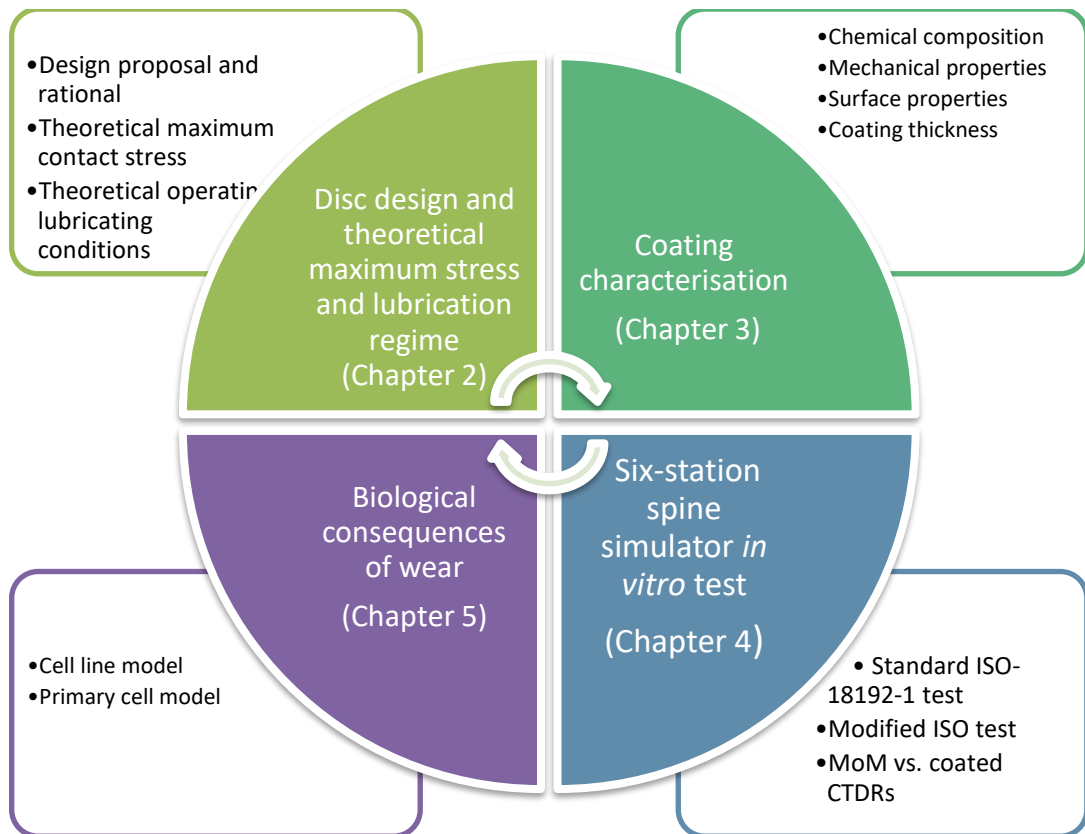 •Design proposal and
rational
•Theoretical maximum
contact stress
•Theoretical operatin
lubricating
conditions
Disc design and
theoretical
maximum stress
and lubrication
regime
(Chapter 2)
•Chemical composition
•Mechanical properties
•Surface properties
•Coating thickness
Coating
characterisation
(Chapter 3)
Biological
consequences
of wear
(Chapter 5)
•Cell line model
•Primary cell model
Six-station
spine
simulator in
vitro test
(Chapter 4)
• Standard ISO-
18192-1 test
•Modified ISO test
•MoM vs. coated
CTDRs